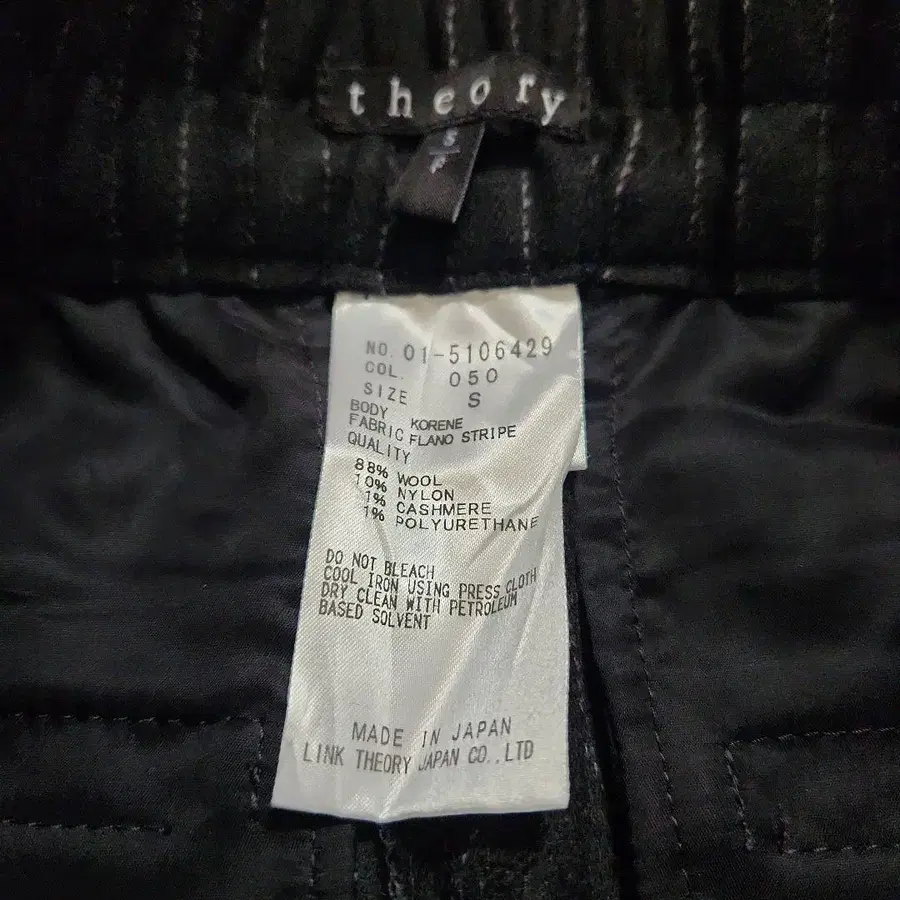 theory
S
P
NO. 01-5106429
COL. 050
SIZE S
BODY KORENE
FABRIC FLANO STRIPE
QUALITY
88% WOOL
10% NYLON
1% CASHMERE
1% POLYURETHANE
DO NOT BLEACH
COOL IRON USING PRESS CLOTH
DRY CLEAN WITH PETROLEUM
BASED SOLVENT
MADE IN JAPAN
LINK THEORY JAPAN CO.,LTD